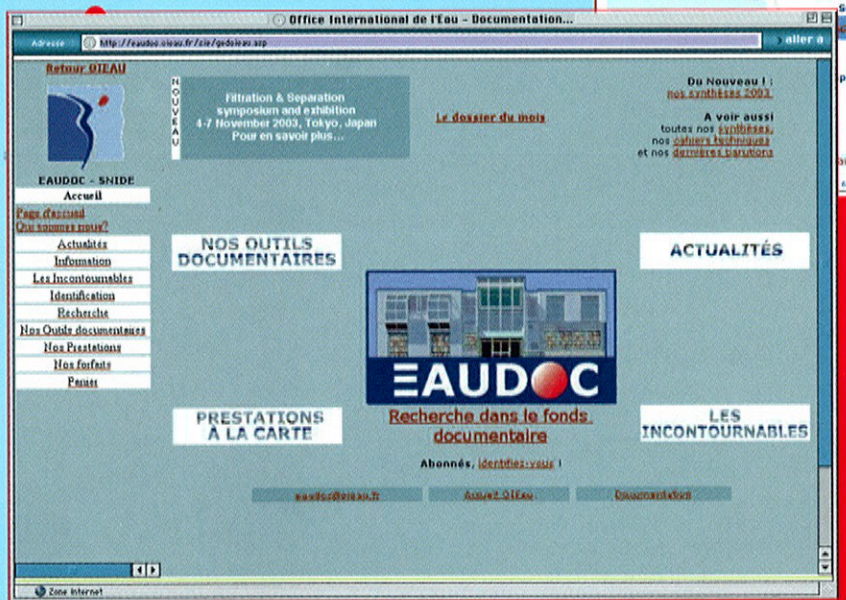 Office International de l'Eau - Documentation...
Adresse
http://eaudoc.oieau.fr/cie/gedoieau.asp
aller à
Retour OIEAU
EAUDOC - SNIDE
Accueil
Page d'accueil
Qui sommes nous?
Actualités
Information
Les Incontournables
Identification
Recherche
Nos Outils documentaires
Nos Prestations
Nos forfaits
Panier
NOUVEAU
Filtration & Separation
symposium and exhibition
4-7 November 2003, Tokyo, Japan
Pour en savoir plus...
Le dossier du mois
Du Nouveau ! :
nos synthèses 2003
A voir aussi
toutes nos synthèses,
nos cahiers techniques
et nos dernières parutions
NOS OUTILS
DOCUMENTAIRES
ACTUALITÉS
EAUDOC
PRESTATIONS
À LA CARTE
Recherche dans le fonds
documentaire
LES
INCONTOURNABLES
Abonnés, identifiez-vous !
eaudoc@oieau.fr
Accueil OIEau
Documentation
Zone Internet